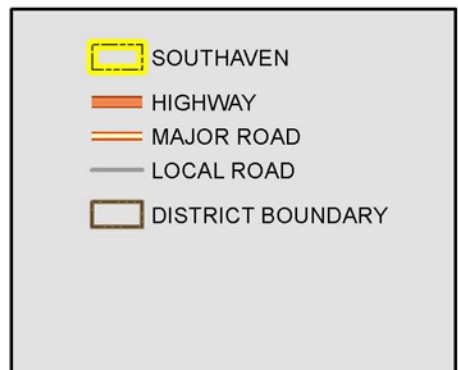 SOUTHAVEN
HIGHWAY
MAJOR ROAD
LOCAL ROAD
DISTRICT BOUNDARY